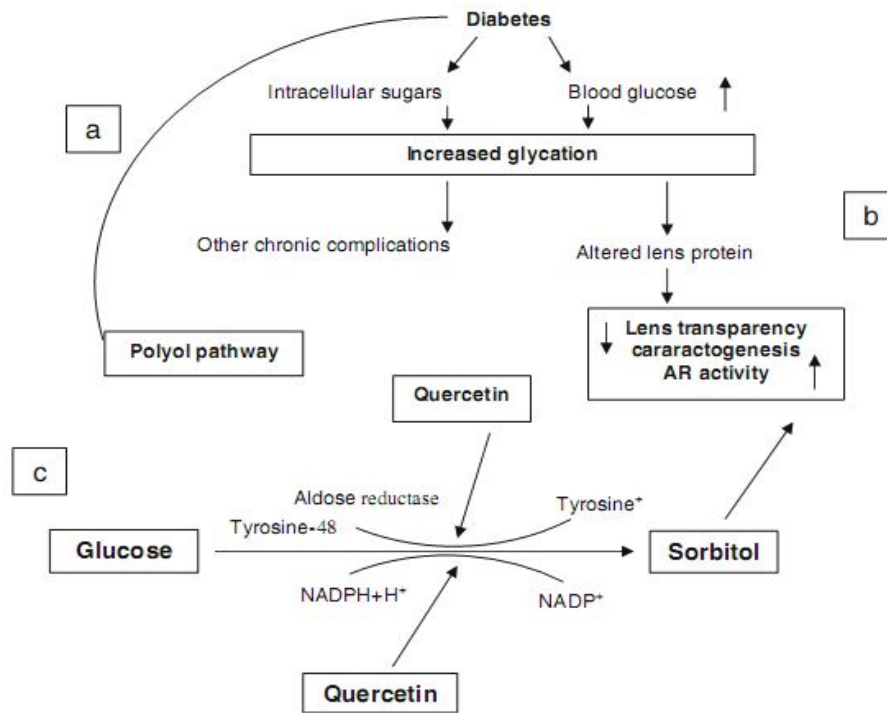 Diabetes
Intracellular sugars
Blood glucose
a
Increased glycation
b
Other chronic complications
Altered lens protein
Polyol pathway
Lens transparency
cararactogenesis
AR activity
Quercetin
c
Aldose reductase
Tyrosine⁺
Tyrosine-48
Glucose
Sorbitol
NADPH+H⁺
NADP⁺
Quercetin